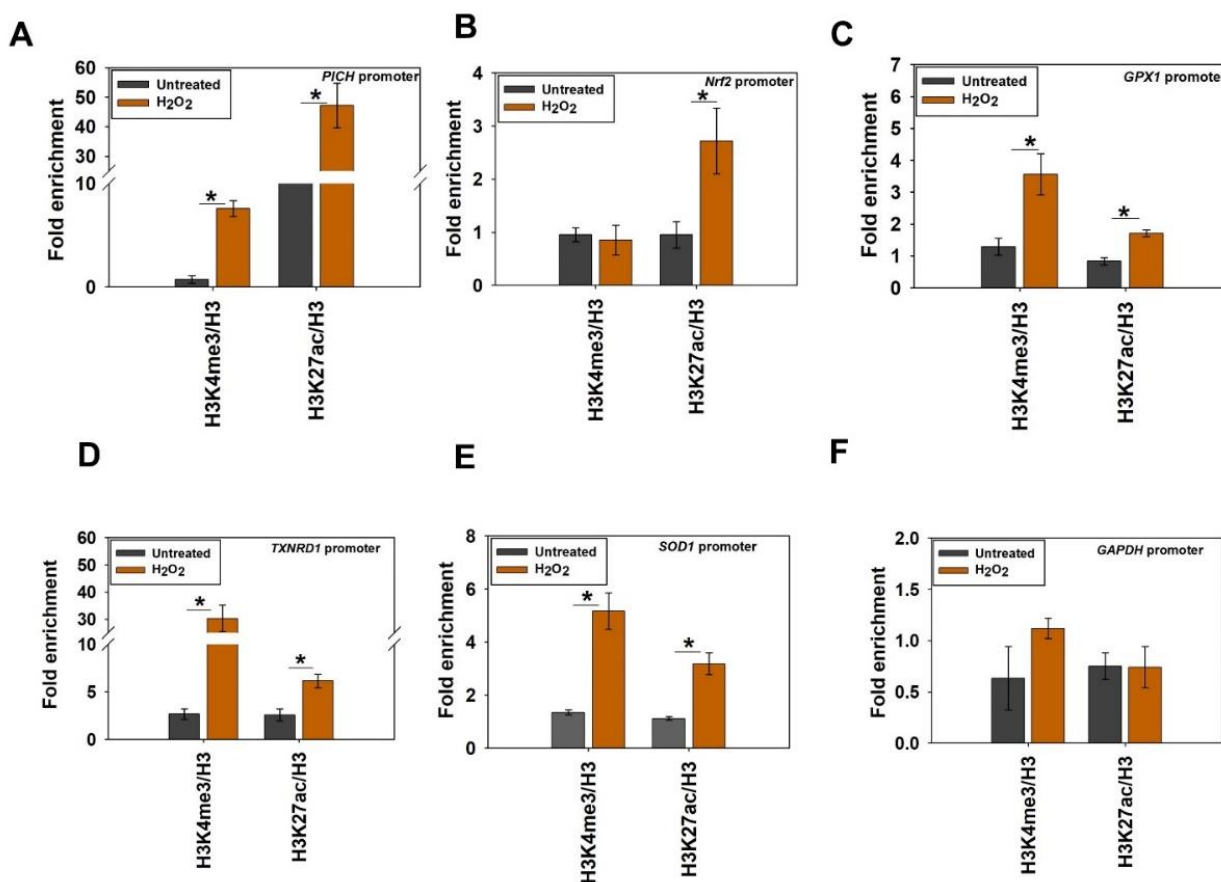 A
60
50
40
30
10
0
Fold enrichment
Untreated
H2O2
PICH promoter
*
*
H3K4me3/H3
H3K27ac/H3
B
4
3
2
1
0
Fold enrichment
Untreated
H2O2
Nrf2 promoter
*
H3K4me3/H3
H3K27ac/H3
C
7
6
5
4
3
2
1
0
Fold enrichment
Untreated
H2O2
GPX1 promote
*
*
H3K4me3/H3
H3K27ac/H3
D
60
50
40
30
10
5
0
Fold enrichment
Untreated
H2O2
TXNRD1 promoter
*
*
H3K4me3/H3
H3K27ac/H3
E
8
6
4
2
0
Fold enrichment
Untreated
H2O2
SOD1 promoter
*
*
H3K4me3/H3
H3K27ac/H3
F
2.0
1.5
1.0
0.5
0.0
Fold enrichment
Untreated
H2O2
GAPDH promoter
H3K4me3/H3
H3K27ac/H3